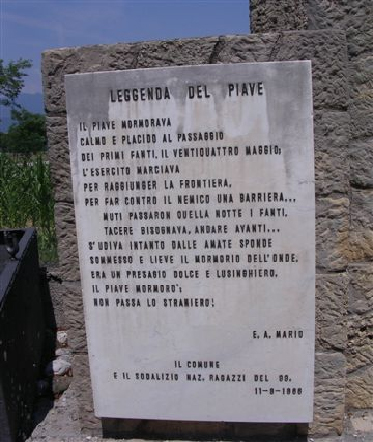 LEGGENDA DEL PIAVE
IL PIAVE MORMORAVA
CALMO E PLACIDO AL PASSAGGIO
DEI PRIMI FANTI, IL VENTIQUATTRO MAGGIO;
L'ESERCITO MARCIAVA
PER RAGGIUNGER LA FRONTIERA,
PER FAR CONTRO IL NEMICO UNA BARRIERA...
MUTI PASSARON QUELLA NOTTE I FANTI,
TACERE BISOGNAVA, ANDARE AVANTI...
S'UDIVA INTANTO DALLE AMATE SPONDE
SOMMESSO E LIEVE IL MORMORIO DELL'ONDE.
ERA UN PRESAGIO DOLCE E LUSINGHIERO.
IL PIAVE MORMORO':
NON PASSA LO STRANIERO!
E. A. MARIO
IL COMUNE
E IL SODALIZIO NAZ. RAGAZZI DEL 99.